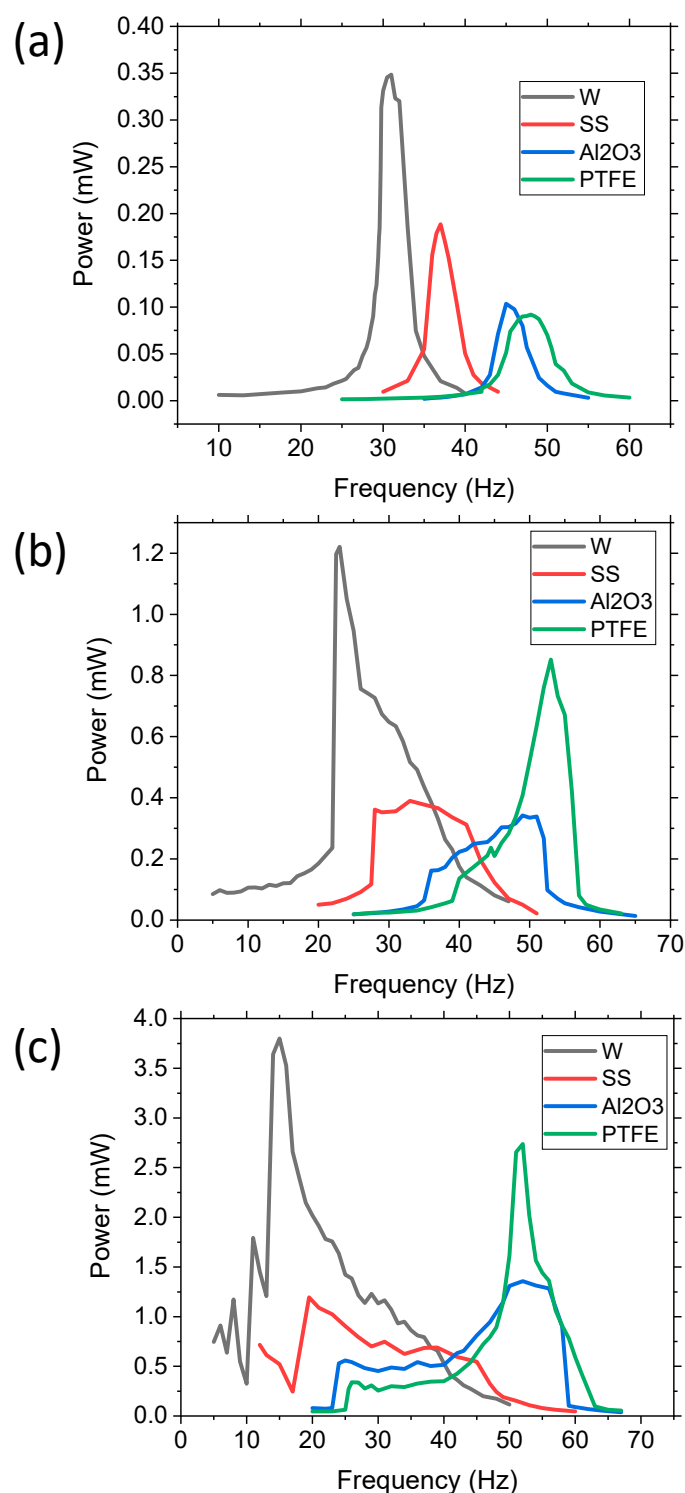 (a)
0.40
0.35
0.30
0.25
0.20
0.15
0.10
0.05
0.00
Power (mW)
W
SS
Al2O3
PTFE
10 20 30 40 50 60
Frequency (Hz)
(b)
1.2
1.0
0.8
0.6
0.4
0.2
0.0
Power (mW)
W
SS
Al2O3
PTFE
0 10 20 30 40 50 60 70
Frequency (Hz)
(c)
4.0
3.5
3.0
2.5
2.0
1.5
1.0
0.5
0.0
Power (mW)
W
SS
Al2O3
PTFE
0 10 20 30 40 50 60 70
Frequency (Hz)